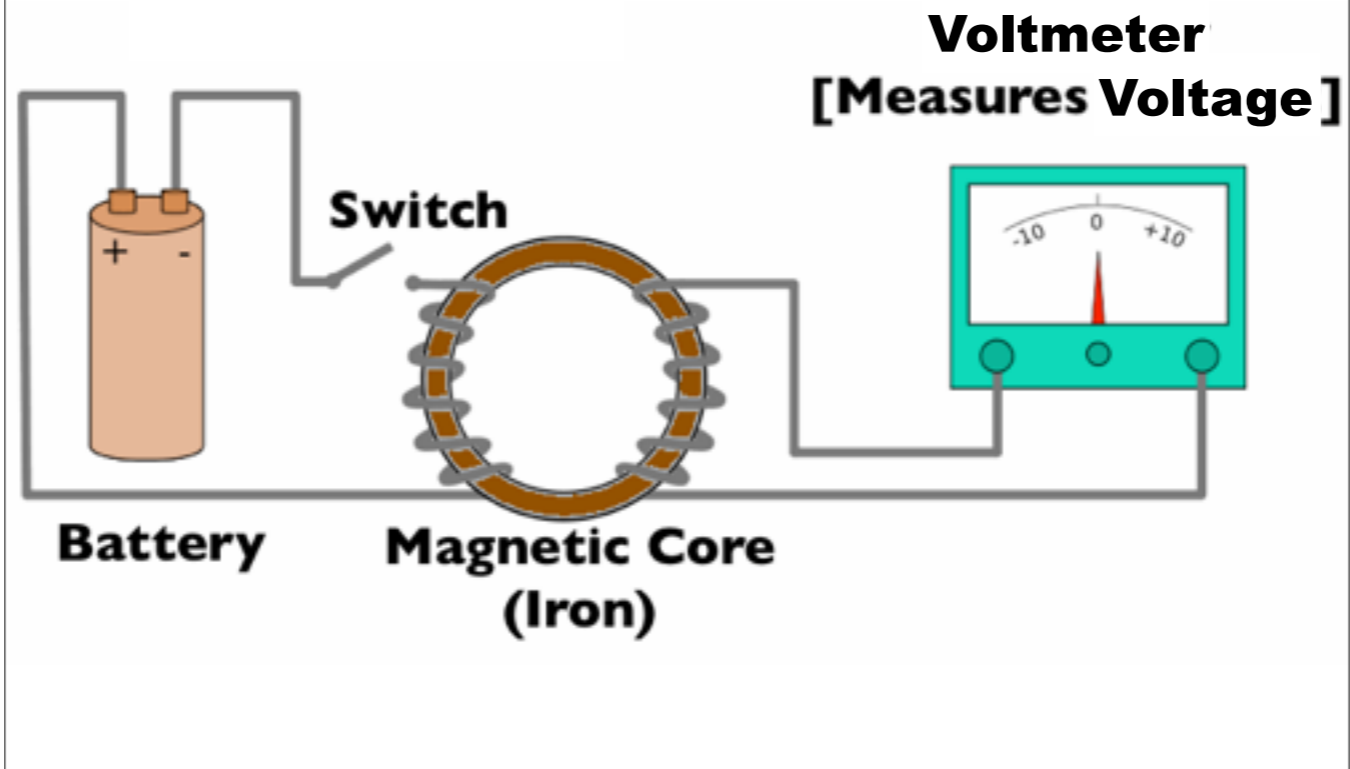 Voltmeter
[Measures Voltage]
Switch
-10 0 +10
+ -
Battery
Magnetic Core
(Iron)